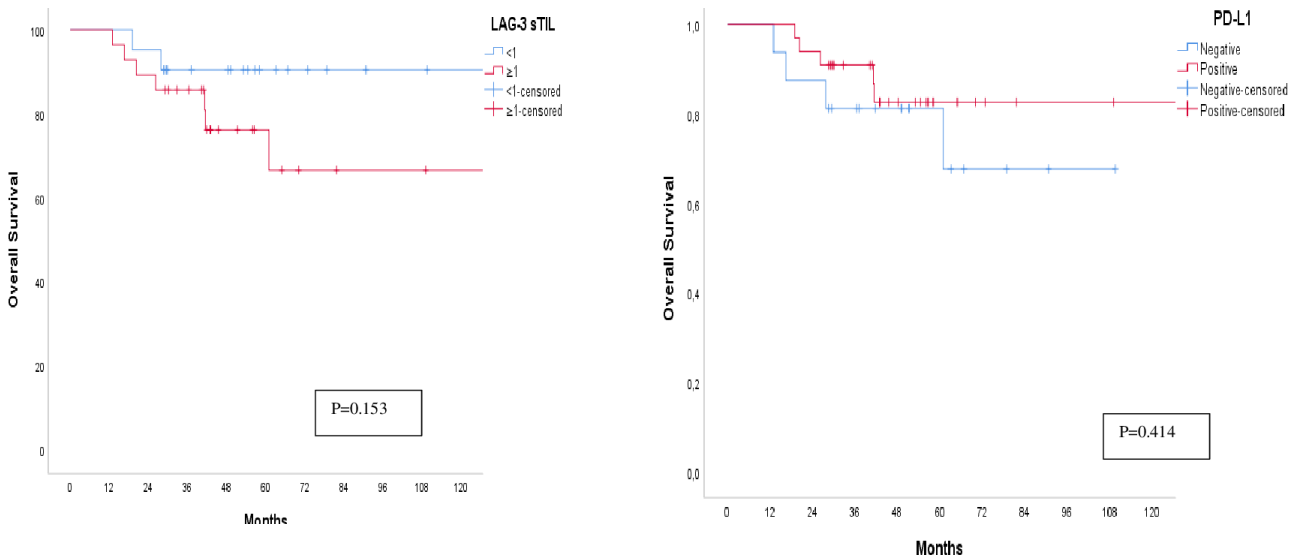 LAG-3 sTIL
<1
≥1
<1-censored
≥1-censored
100
80
60
40
20
0
Overall Survival
P=0.153
0 12 24 36 48 60 72 84 96 108 120
Months
PD-L1
Negative
Positive
Negative-censored
Positive-censored
1,0
0,8
0,6
0,4
0,2
0,0
Overall Survival
P=0.414
0 12 24 36 48 60 72 84 96 108 120
Months